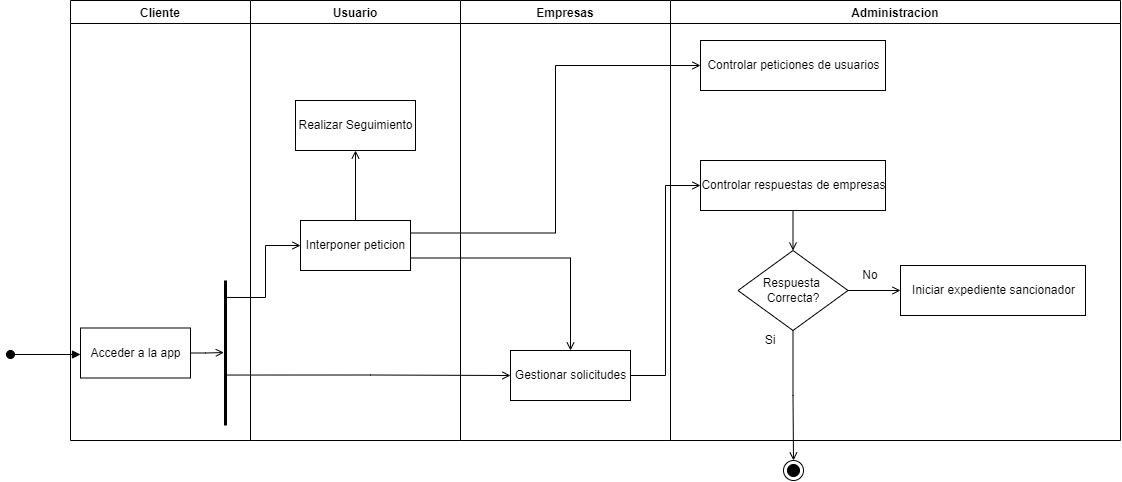 Cliente
Usuario
Empresas
Administracion
Controlar peticiones de usuarios
Realizar Seguimiento
Controlar respuestas de empresas
Interponer peticion
Respuesta
Correcta?
No
Iniciar expediente sancionador
Si
Acceder a la app
Gestionar solicitudes